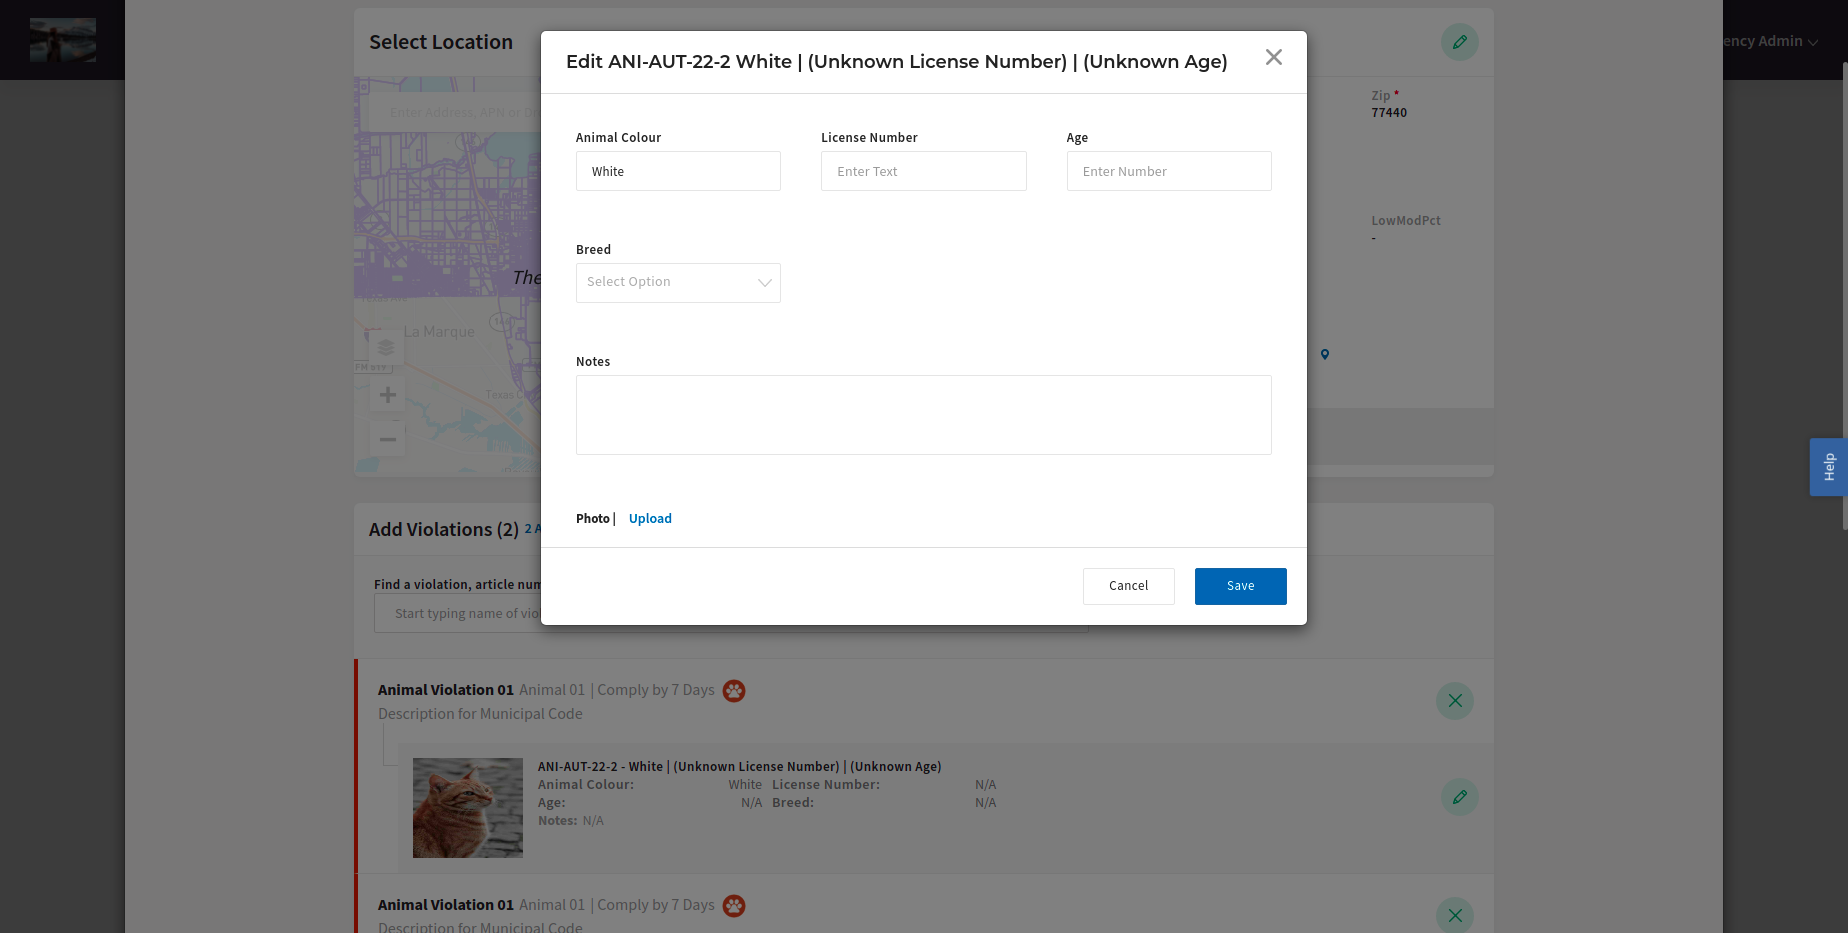 Select Location
ency Admin
Edit ANI-AUT-22-2 White | (Unknown License Number) | (Unknown Age)
Enter Address, APN or
Zip *
77440
Animal Colour
License Number
Age
White
Enter Text
Enter Number
LowModPct
-
Breed
Select Option
The
La Marque
Notes
FM 519
Texas
Help
Photo |
Upload
Add Violations (2)
2 A
Cancel
Save
Find a violation, article num
Start typing name of viol
Animal Violation 01 Animal 01 | Comply by 7 Days
Description for Municipal Code
ANI-AUT-22-2 - White | (Unknown License Number) | (Unknown Age)
Animal Colour: White License Number: N/A
Age: N/A Breed: N/A
Notes: N/A
Animal Violation 01 Animal 01 | Comply by 7 Days
Description for Municipal Code